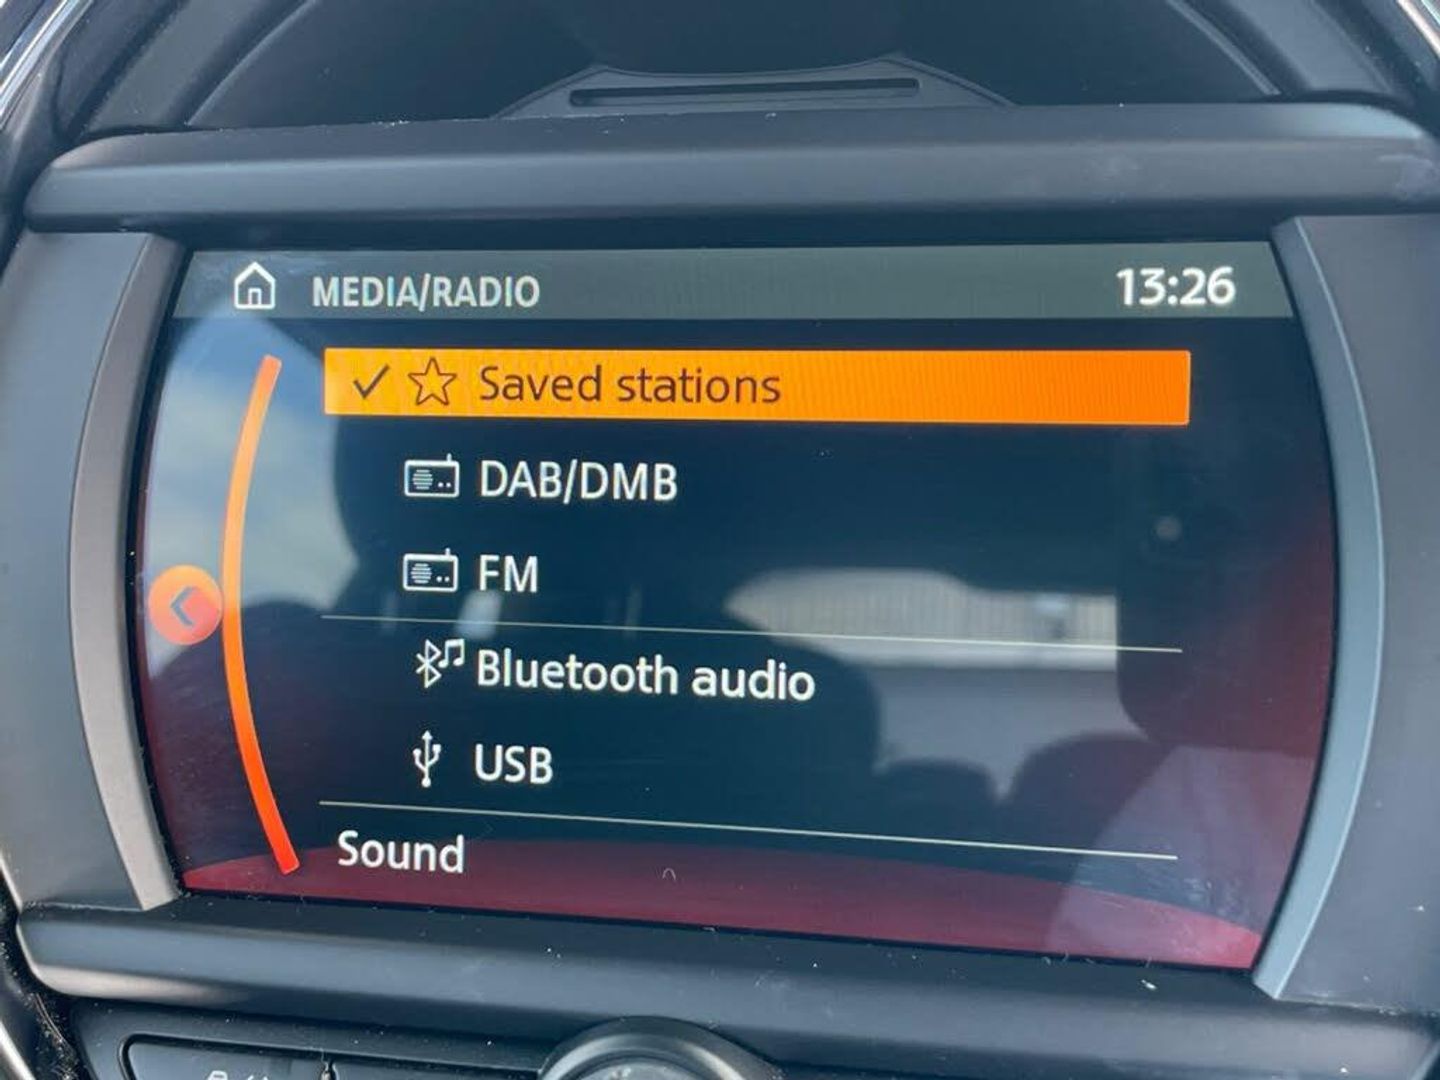 MEDIA/RADIO 13:26
Saved stations
DAB/DMB
FM
Bluetooth audio
USB
Sound